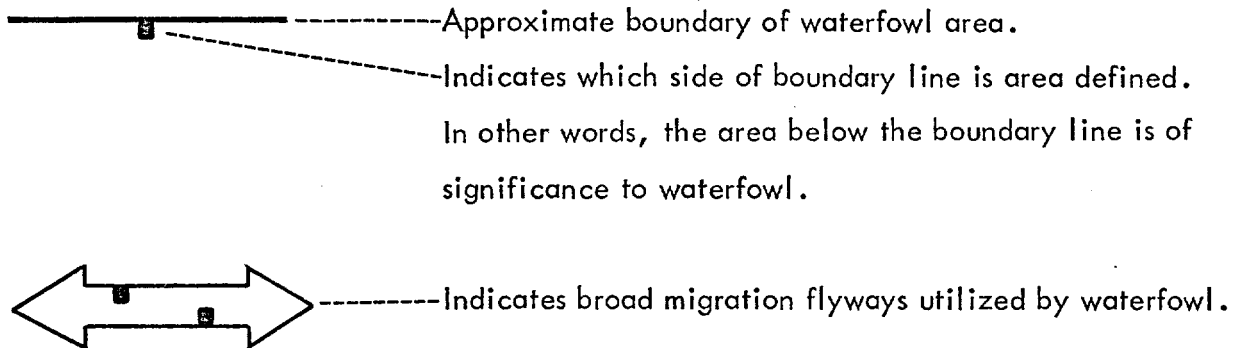 Approximate boundary of waterfowl area.
Indicates which side of boundary line is area defined.
In other words, the area below the boundary line is of
significance to waterfowl.
Indicates broad migration flyways utilized by waterfowl.